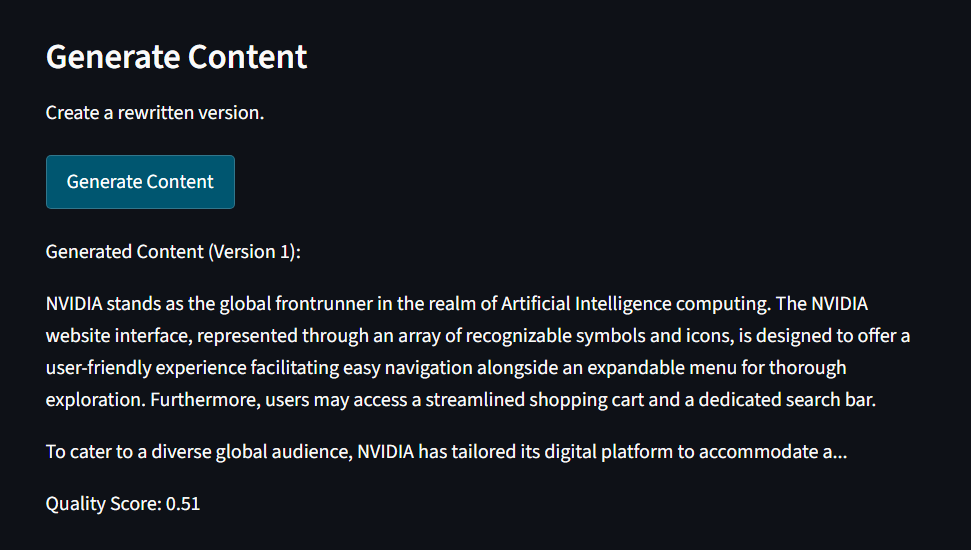 Generate Content
Create a rewritten version.
Generate Content
Generated Content (Version 1):
NVIDIA stands as the global frontrunner in the realm of Artificial Intelligence computing. The NVIDIA
website interface, represented through an array of recognizable symbols and icons, is designed to offer a
user-friendly experience facilitating easy navigation alongside an expandable menu for thorough
exploration. Furthermore, users may access a streamlined shopping cart and a dedicated search bar.
To cater to a diverse global audience, NVIDIA has tailored its digital platform to accommodate a...
Quality Score: 0.51